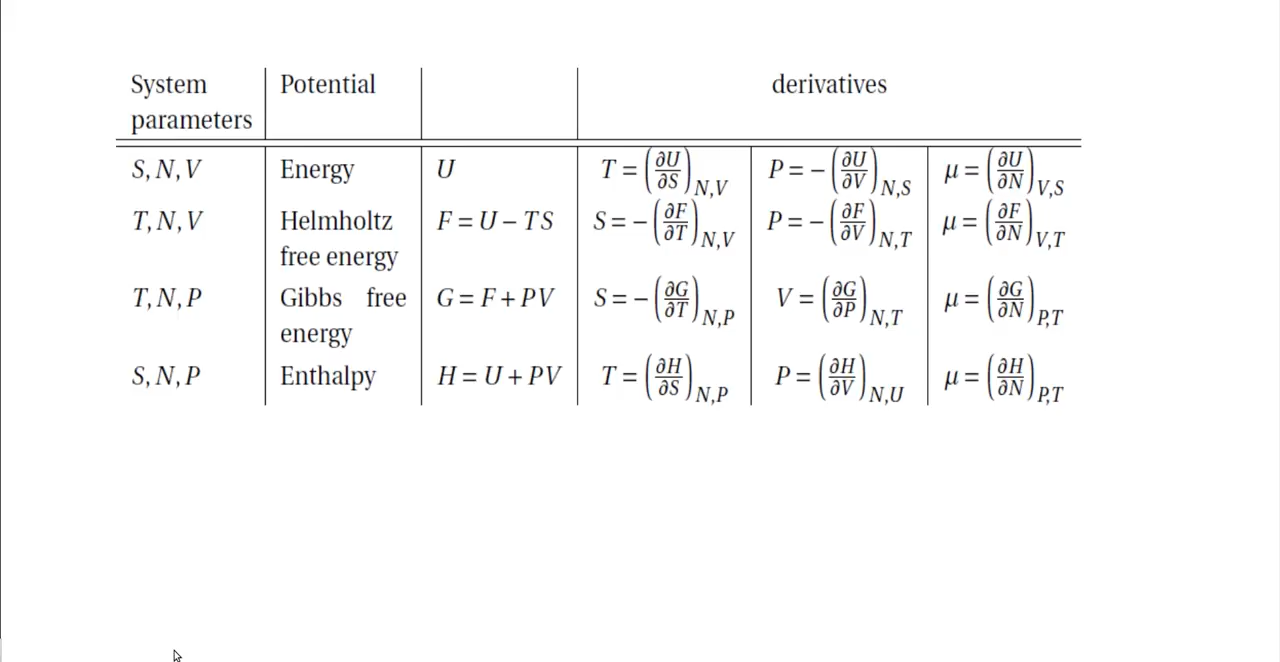 System parameters | Potential | | derivatives
S, N, V | Energy | U | T = (∂U/∂S)_{N,V} | P = −(∂U/∂V)_{N,S} | μ = (∂U/∂N)_{V,S}
T, N, V | Helmholtz free energy | F = U − TS | S = −(∂F/∂T)_{N,V} | P = −(∂F/∂V)_{N,T} | μ = (∂F/∂N)_{V,T}
T, N, P | Gibbs free energy | G = F + PV | S = −(∂G/∂T)_{N,P} | V = (∂G/∂P)_{N,T} | μ = (∂G/∂N)_{P,T}
S, N, P | Enthalpy | H = U + PV | T = (∂H/∂S)_{N,P} | P = (∂H/∂V)_{N,U} | μ = (∂H/∂N)_{P,T}